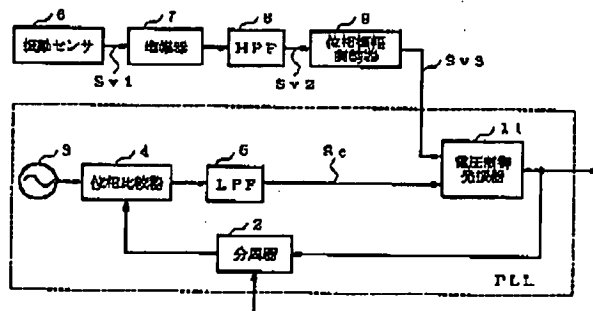 6
7
8
9
振動センサ
増幅器
HPF
位相振幅
制御器
Sv1
Sv2
Sv3
3
4
5
11
位相比較器
LPF
Sc
電圧制御
発振器
2
分周器
PLL